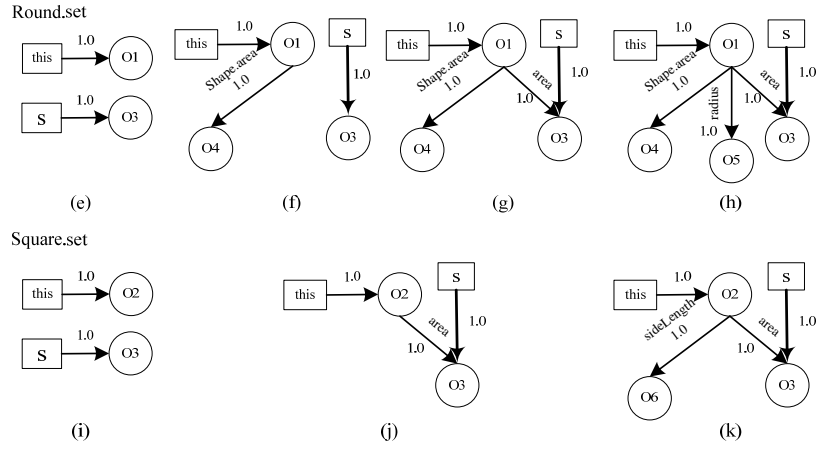 Round.set
this
1.0
O1
S
1.0
O3
(e)
this
1.0
O1
S
Shape.area
1.0
1.0
O4
O3
(f)
this
1.0
O1
S
Shape.area
1.0
area
1.0
1.0
O4
O3
(g)
this
1.0
O1
S
Shape.area
1.0
radius
1.0
area
1.0
1.0
O4
O5
O3
(h)
Square.set
this
1.0
O2
S
1.0
O3
(i)
this
1.0
O2
S
area
1.0
1.0
O3
(j)
this
1.0
O2
S
sideLength
1.0
area
1.0
1.0
O6
O3
(k)